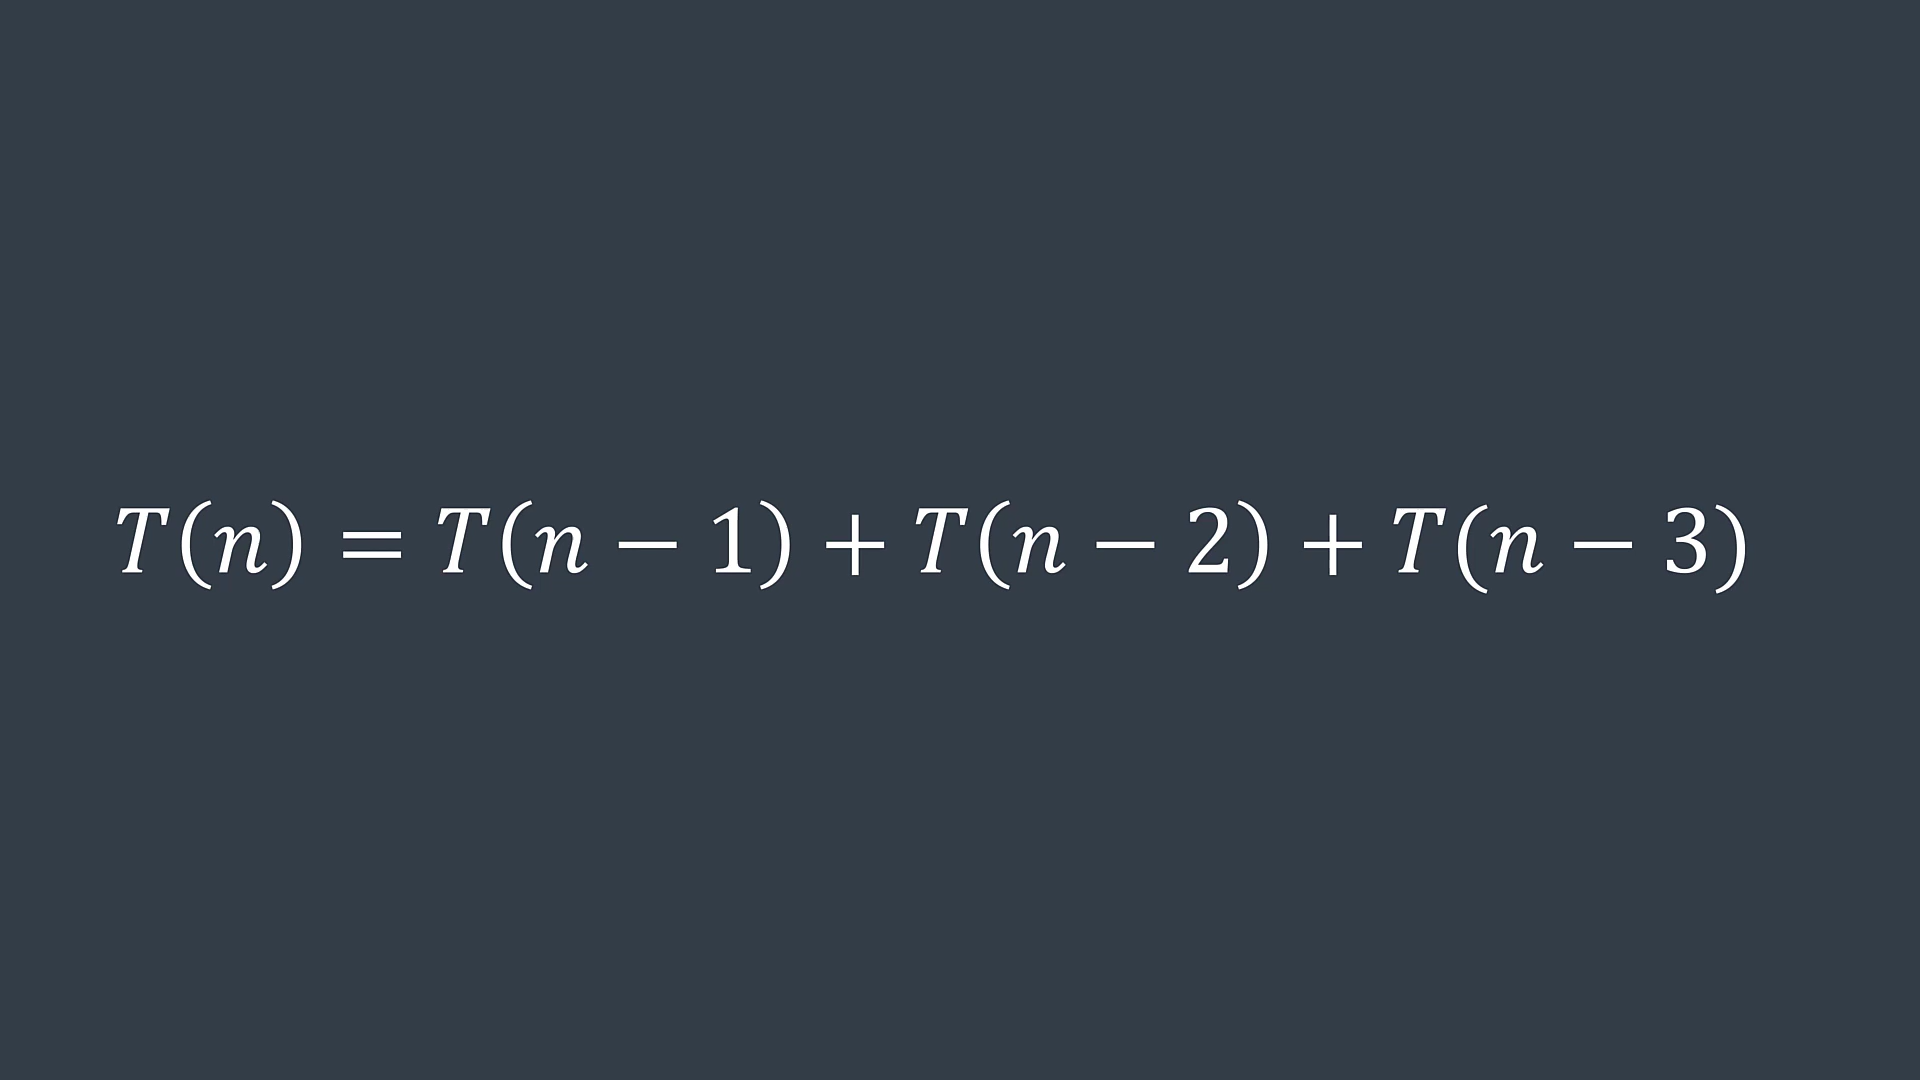 T(n) = T(n − 1) + T(n − 2) + T(n − 3)